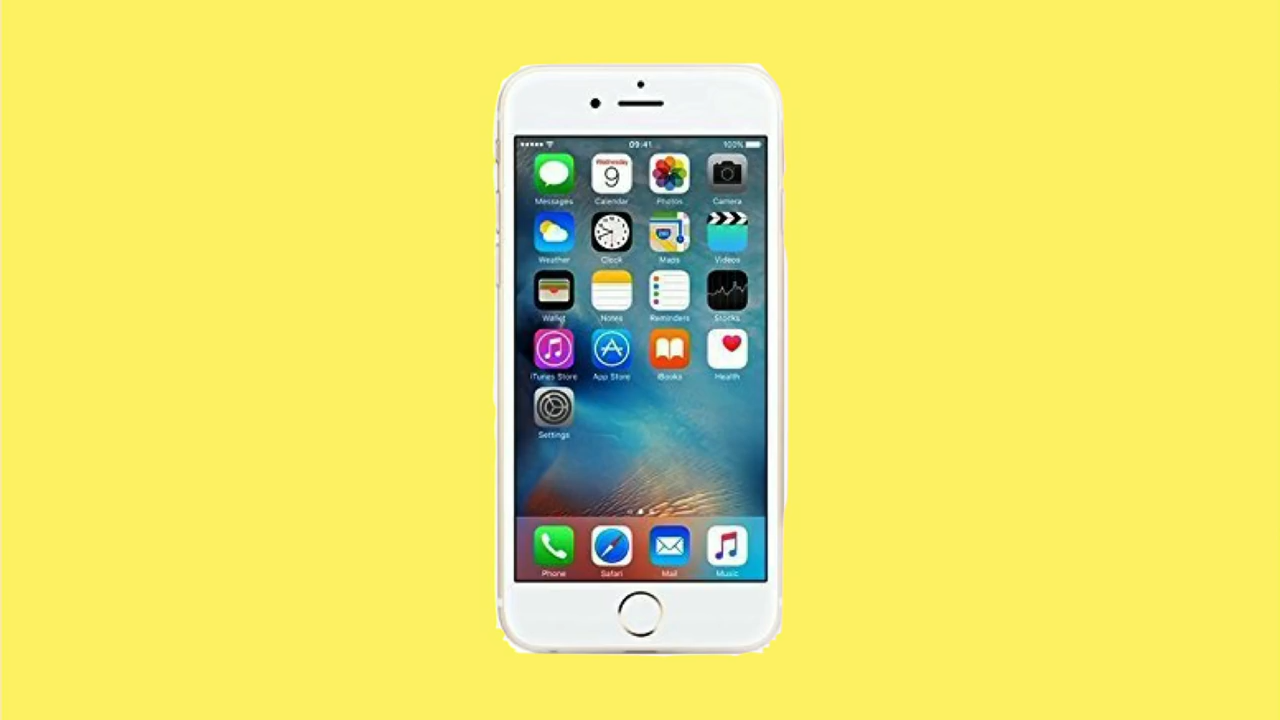 09:41 100%
Wednesday
9
Messages Calendar Photos Camera
280
Weather Clock Maps Videos
Wallet Notes Reminders Stocks
iTunes Store App Store iBooks Health
Settings
Phone Safari Mail Music